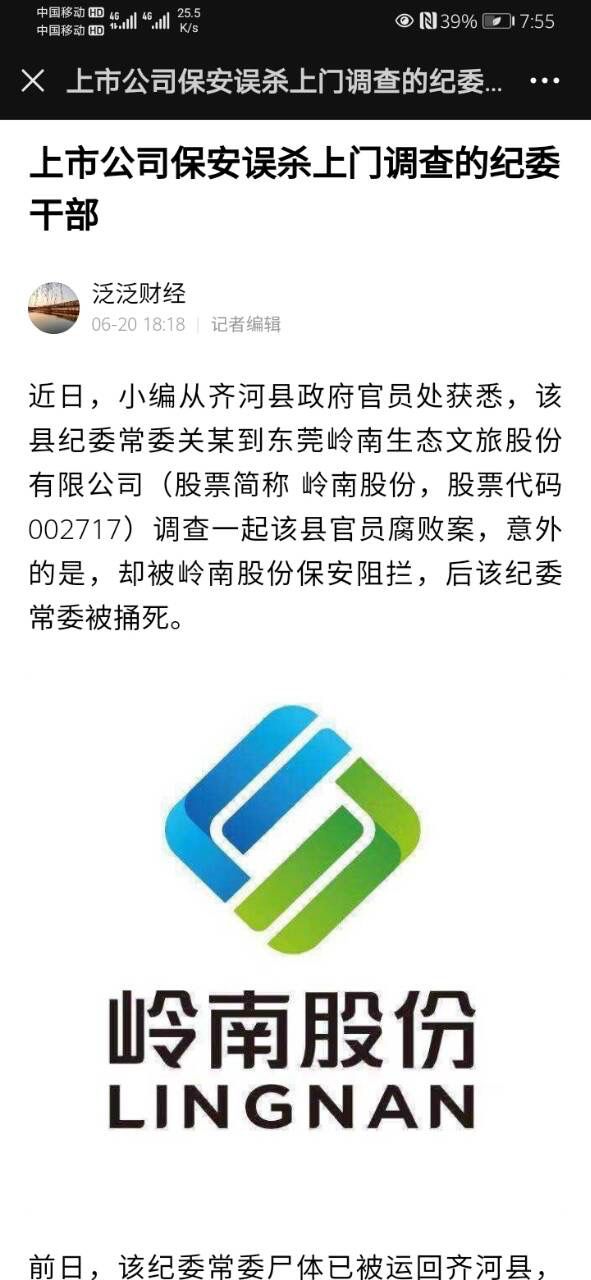 中国移动 HD 4G 4G 25.5
中国移动 HD K/s
39% 7:55
上市公司保安误杀上门调查的纪委...
上市公司保安误杀上门调查的纪委
干部
泛泛财经
06-20 18:18 | 记者编辑
近日，小编从齐河县政府官员处获悉，该
县纪委常委关某到东莞岭南生态文旅股份
有限公司（股票简称 岭南股份，股票代码
002717）调查一起该县官员腐败案，意外
的是，却被岭南股份保安阻拦，后该纪委
常委被捅死。
岭南股份
LINGNAN
前日，该纪委常委尸体已被运回齐河县，